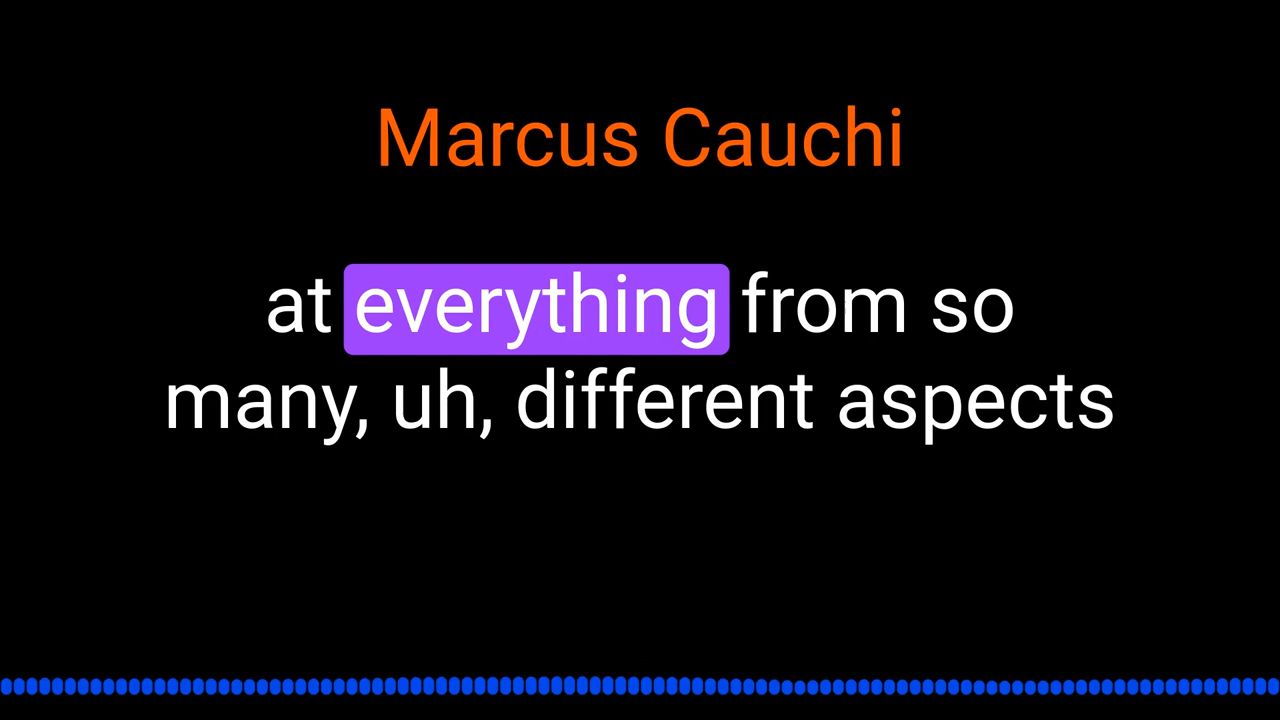 Marcus Cauchi
at everything from so
many, uh, different aspects